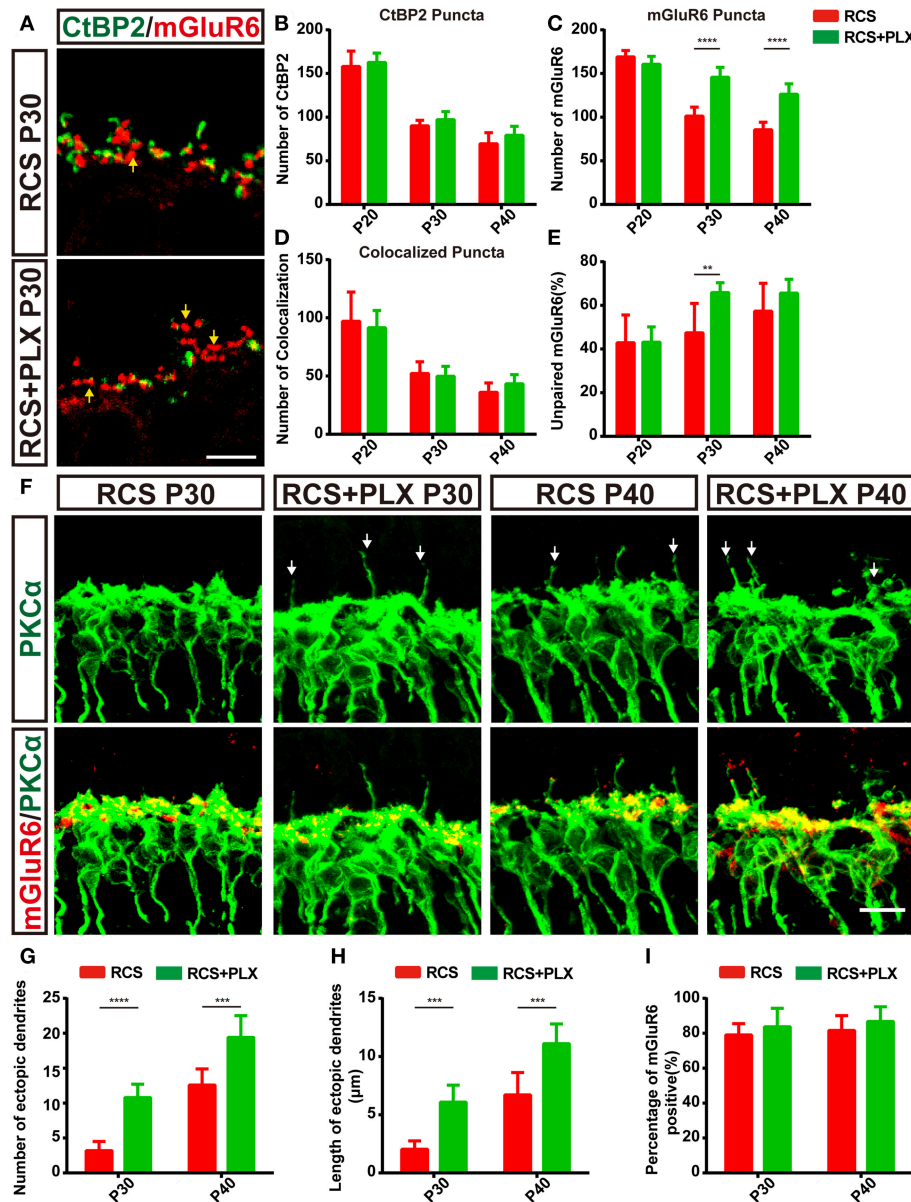 A
CtBP2/mGluR6
RCS P30
RCS+PLX P30
B
CtBP2 Puncta
Number of CtBP2
200
150
100
50
0
P20
P30
P40
C
mGluR6 Puncta
RCS
RCS+PLX
Number of mGluR6
200
150
100
50
0
****
****
P20
P30
P40
D
Colocalized Puncta
Number of Colocalization
150
100
50
0
P20
P30
P40
E
Unpaired mGluR6(%)
80
60
40
20
0
**
P20
P30
P40
F
RCS P30
RCS+PLX P30
RCS P40
RCS+PLX P40
PKCα
mGluR6/PKCα
G
RCS
RCS+PLX
Number of ectopic dendrites
25
20
15
10
5
0
****
***
P30
P40
H
RCS
RCS+PLX
Length of ectopic dendrites
(μm)
15
10
5
0
***
***
P30
P40
I
RCS
RCS+PLX
Percentage of mGluR6
positive(%)
100
80
60
40
20
0
P30
P40